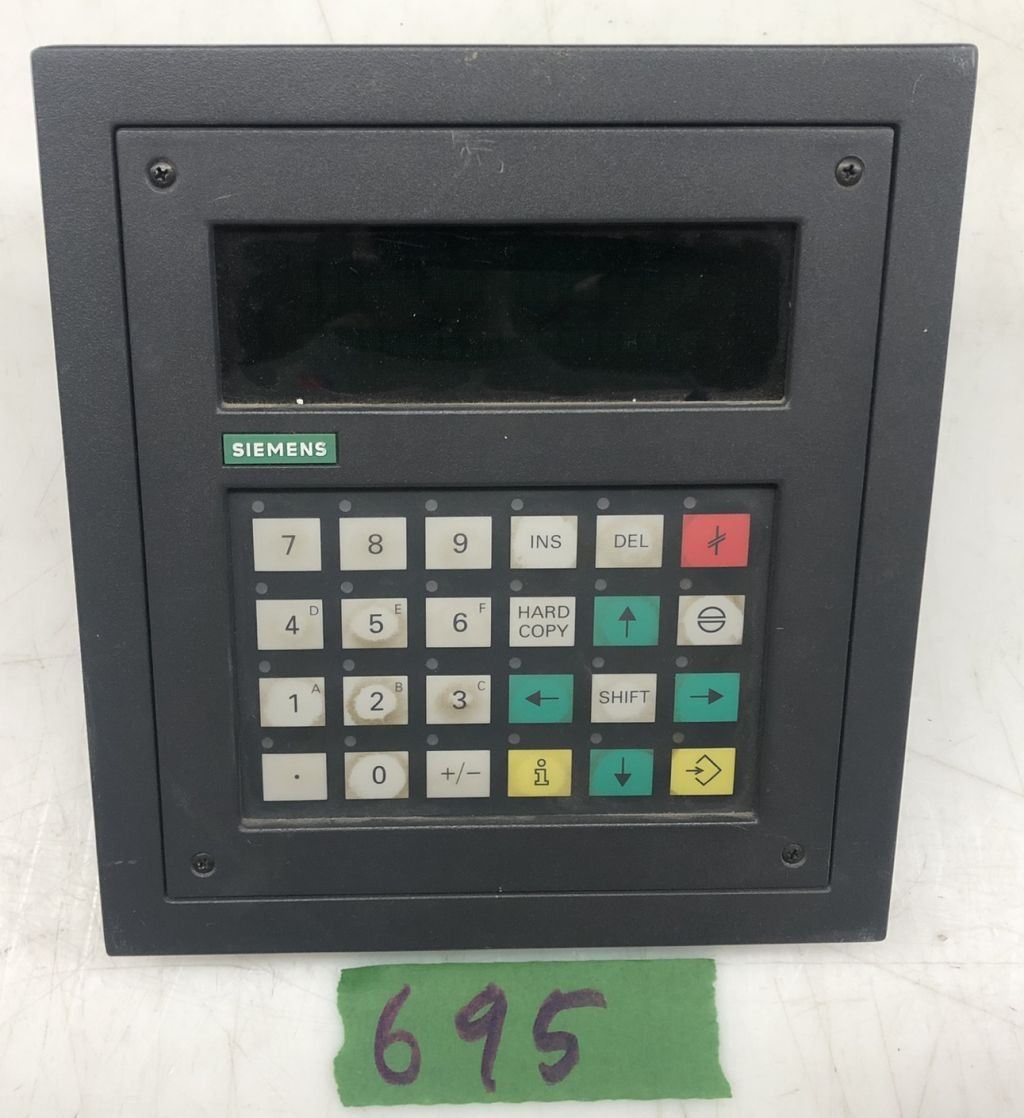 SIEMENS
7 8 9 INS DEL
4 D 5 E 6 F HARD COPY
1 A 2 B 3 C SHIFT
. 0 +/− i
695